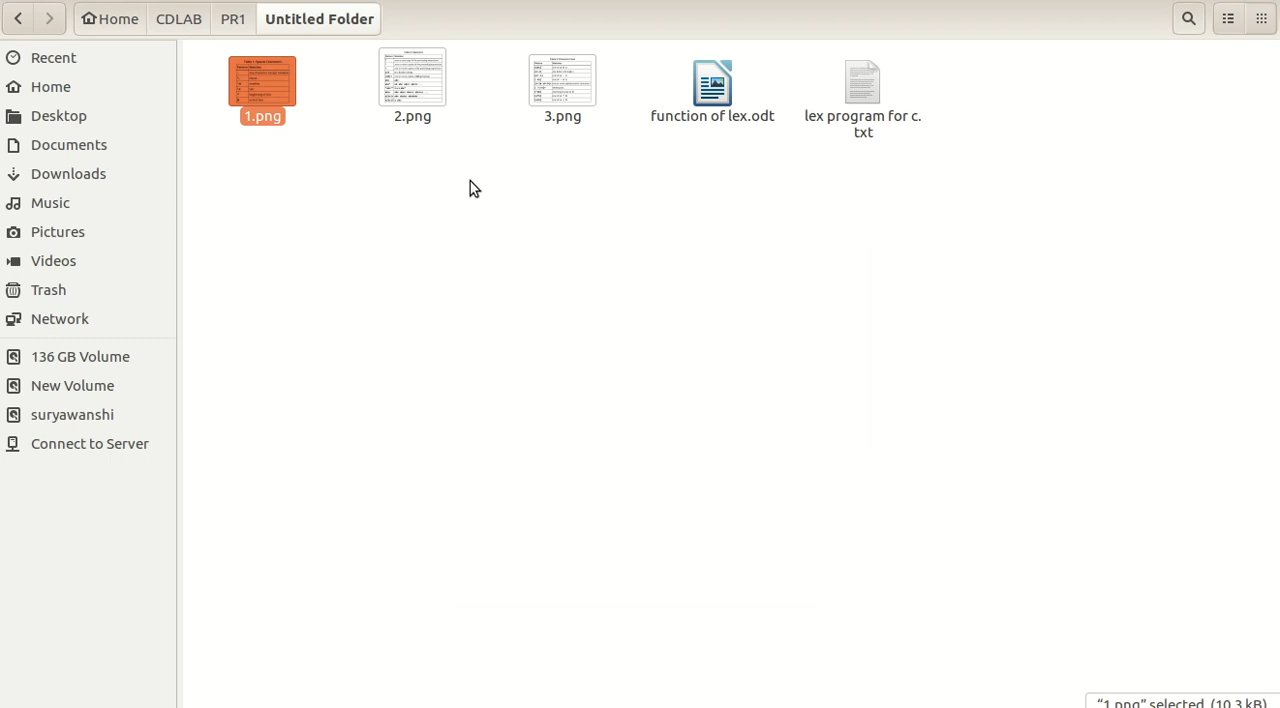 Home CDLAB PR1 Untitled Folder
Recent
Home
Desktop
Documents
Downloads
Music
Pictures
Videos
Trash
Network
136 GB Volume
New Volume
suryawanshi
Connect to Server
1.png 2.png 3.png function of lex.odt lex program for c.
txt
"1.png" selected (10.3 kB)